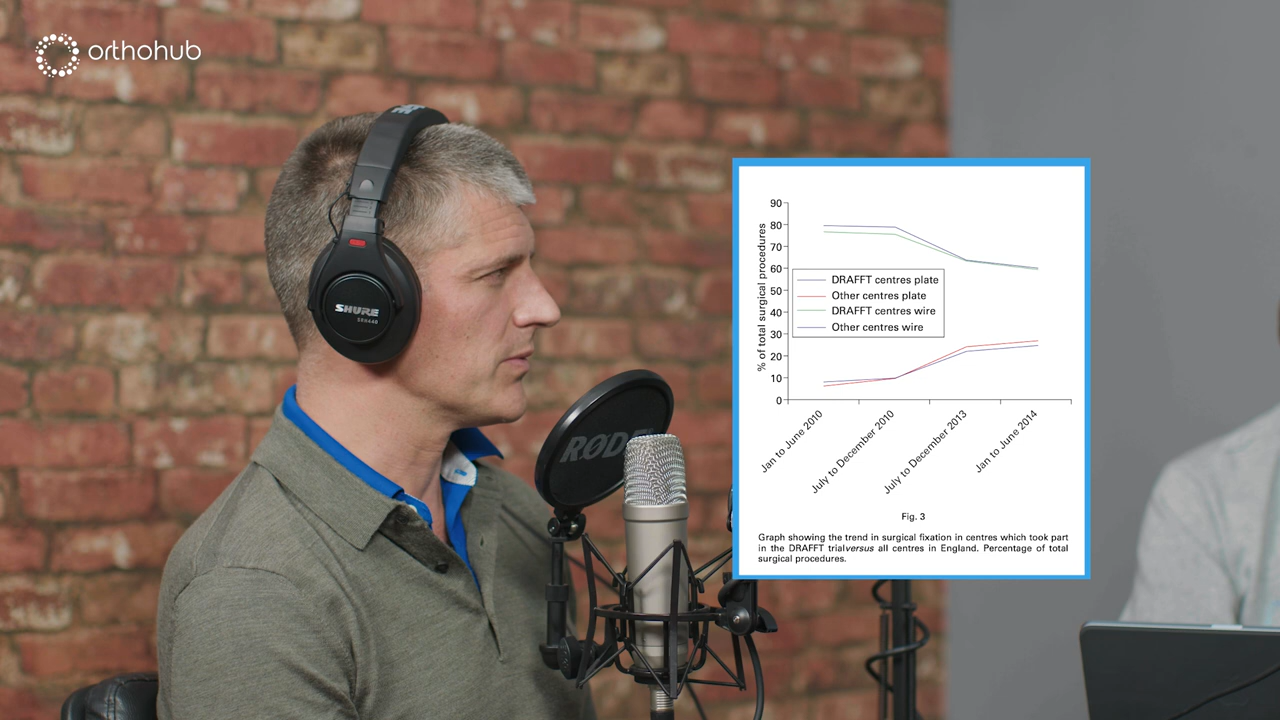 orthohub
SHURE
SRH440
RØDE
90
80
70
60
50
40
30
20
10
0
% of total surgical procedures
DRAFFT centres plate
Other centres plate
DRAFFT centres wire
Other centres wire
Jan to June 2010
July to December 2010
July to December 2013
Jan to June 2014
Fig. 3
Graph showing the trend in surgical fixation in centres which took part
in the DRAFFT trialversus all centres in England. Percentage of total
surgical procedures.